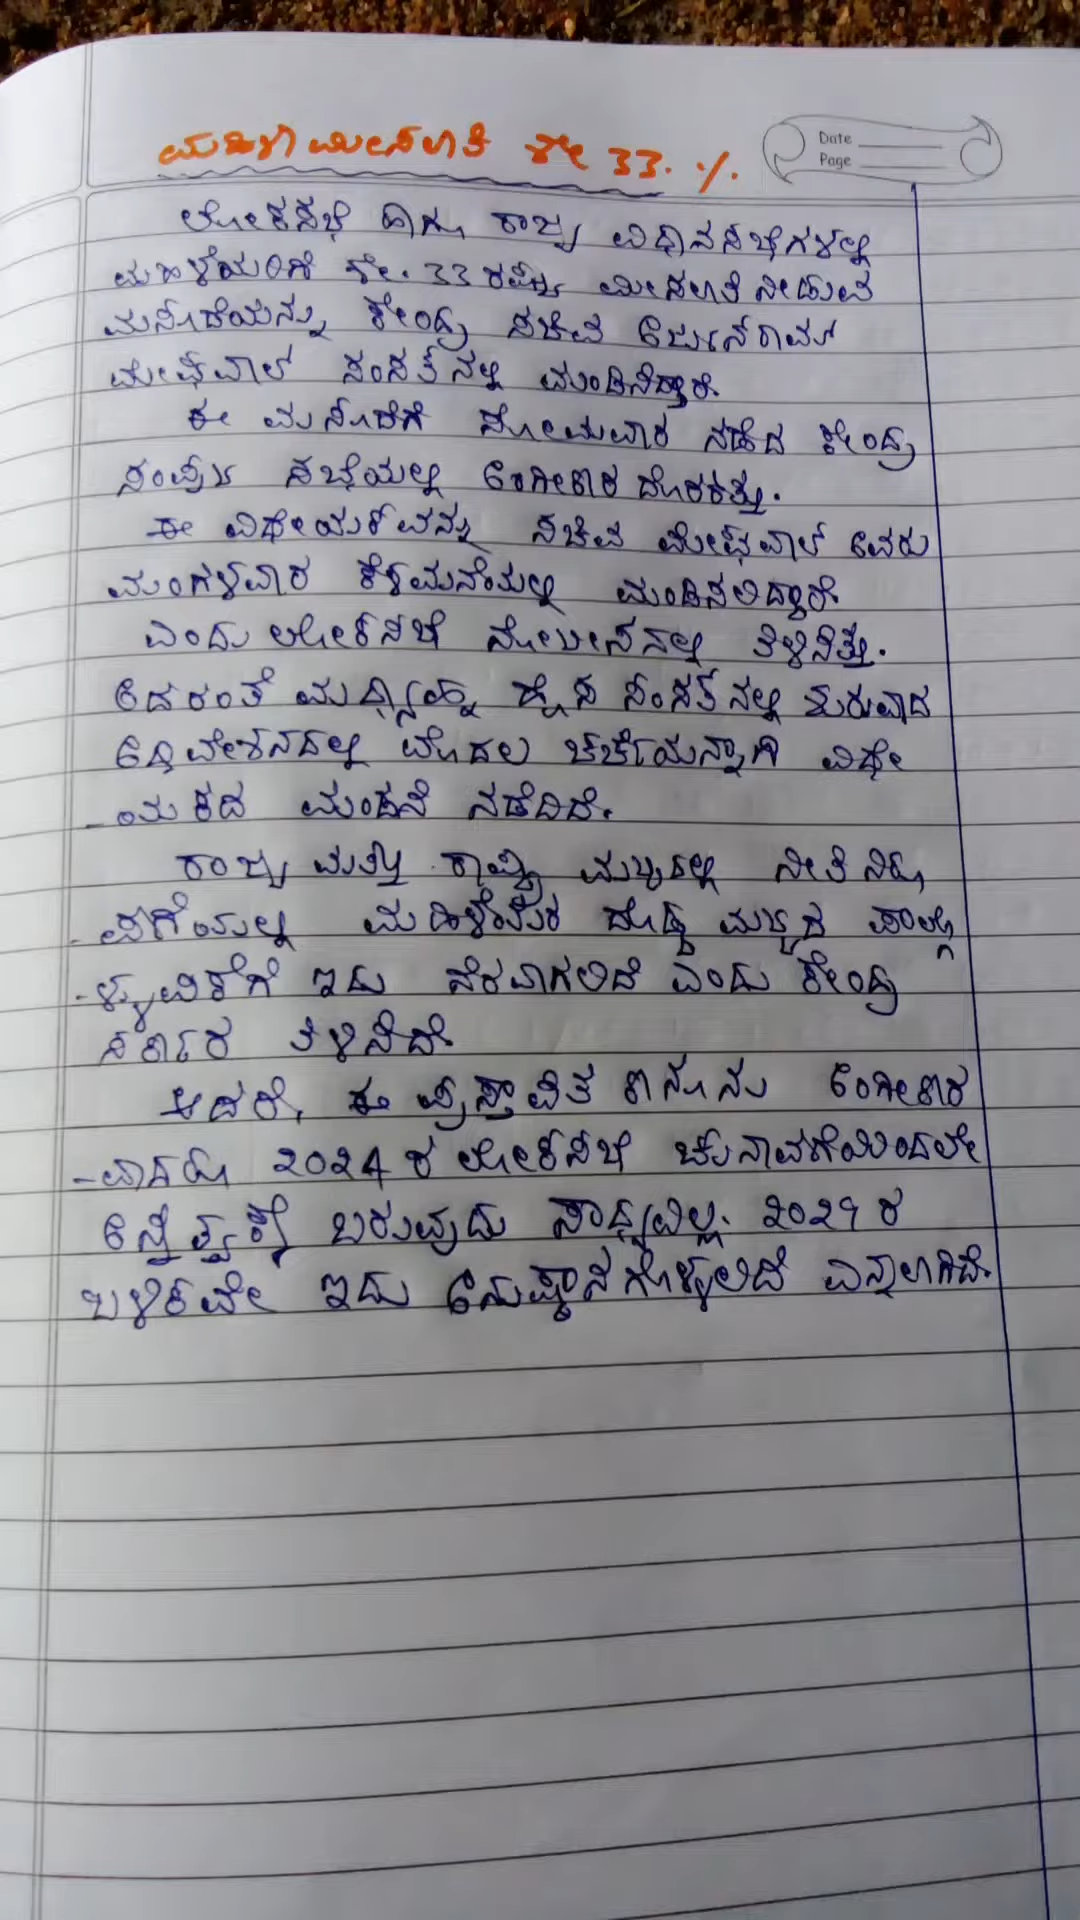 ಮಹಿಳಾ ಮೀಸಲಾತಿ ಶೇ 33. %.
Date
Page
ಲೋಕಸಭೆ ಹಾಗೂ ರಾಜ್ಯ ವಿಧಾನಸಭೆಗಳಲ್ಲಿ
ಮಹಿಳೆಯರಿಗೆ ಶೇ. 33 ರಷ್ಟು ಮೀಸಲಾತಿ ನೀಡುವ
ಮಸೂದೆಯನ್ನು ಕೇಂದ್ರ ಸಚಿವ ಅರ್ಜುನರಾಮ್
ಮೇಘವಾಲ್ ಸಂಸತ್ ನಲ್ಲಿ ಮಂಡಿಸಿದ್ದಾರೆ.
ಈ ಮಸೂದೆಗೆ ಸೋಮವಾರ ನಡೆದ ಕೇಂದ್ರ
ಸಂಪುಟ ಸಭೆಯಲ್ಲಿ ಅಂಗೀಕಾರ ದೊರಕಿತ್ತು.
ಈ ವಿಧೇಯಕವನ್ನು ಸಚಿವ ಮೇಘವಾಲ್ ಅವರು
ಮಂಗಳವಾರ ಕೆಳಮನೆಯಲ್ಲಿ ಮಂಡಿಸಲಿದ್ದಾರೆ.
ಎಂದು ಲೋಕಸಭೆ ನೋಟೀಸ್ ನಲ್ಲಿ ತಿಳಿಸಿತ್ತು.
ಅದರಂತೆ ಮಧ್ಯಾಹ್ನ ಹೊಸ ಸಂಸತ್ ನಲ್ಲಿ ಶುರುವಾದ
ಅಧಿವೇಶನದಲ್ಲಿ ಮೊದಲ ಚರ್ಚೆಯನ್ನಾಗಿ ವಿಧೇ
- ಯಕದ ಮಂಡನೆ ನಡೆದಿದೆ.
ರಾಜ್ಯ ಮತ್ತು ರಾಷ್ಟ್ರ ಮಟ್ಟದಲ್ಲಿ ನೀತಿ ನಿರೂ
- ಪಣೆಯಲ್ಲಿ ಮಹಿಳೆಯರ ದೊಡ್ಡ ಮಟ್ಟದ ಪಾಲ್ಗೊ
- ಳ್ಳುವಿಕೆಗೆ ಇದು ನೆರವಾಗಲಿದೆ ಎಂದು ಕೇಂದ್ರ
ಸರ್ಕಾರ ತಿಳಿಸಿದೆ.
ಆದರೆ, ಈ ಪ್ರಸ್ತಾವಿತ ಕಾನೂನು ಅಂಗೀಕಾರ
- ವಾದರೂ 2024 ರ ಲೋಕಸಭೆ ಚುನಾವಣೆಯಿಂದಲೇ
ಅಸ್ತಿತ್ವಕ್ಕೆ ಬರುವುದು ಸಾಧ್ಯವಿಲ್ಲ. 2029 ರ
ಬಳಿಕವೇ ಇದು ಅನುಷ್ಠಾನಗೊಳ್ಳಲಿದೆ ಎನ್ನಲಾಗಿದೆ.